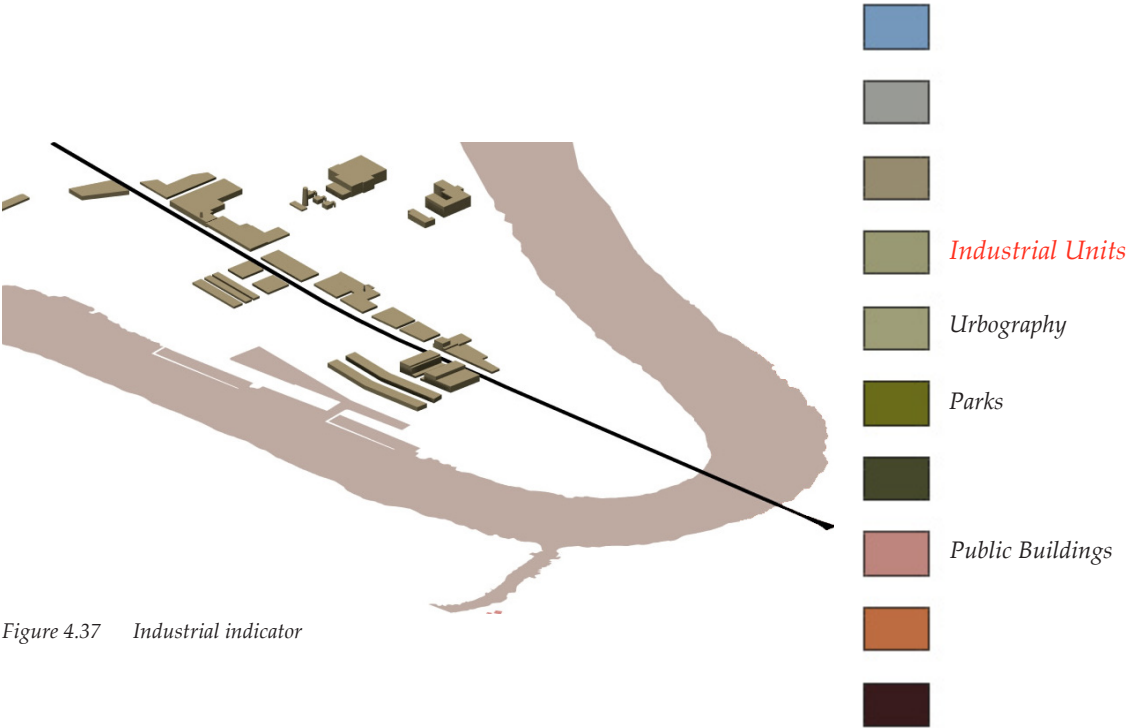 Industrial Units
Urbography
Parks
Public Buildings
Figure 4.37 Industrial indicator